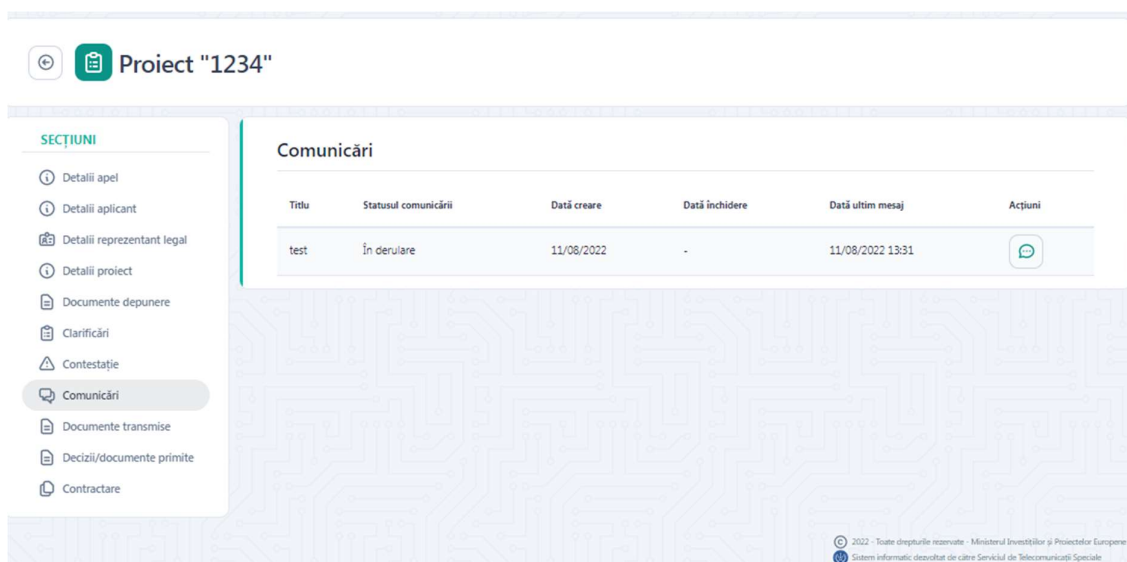 Proiect "1234"
SECȚIUNI
Detalii apel
Detalii aplicant
Detalii reprezentant legal
Detalii proiect
Documente depunere
Clarificări
Contestație
Comunicări
Documente transmise
Decizii/documente primite
Contractare
Comunicări
Titlu Statusul comunicării Dată creare Dată închidere Dată ultim mesaj Acțiuni
test În derulare 11/08/2022 - 11/08/2022 13:31
© 2022 - Toate drepturile rezervate - Ministerul Investițiilor și Proiectelor Europene
Sistem informatic dezvoltat de către Serviciul de Telecomunicații Speciale